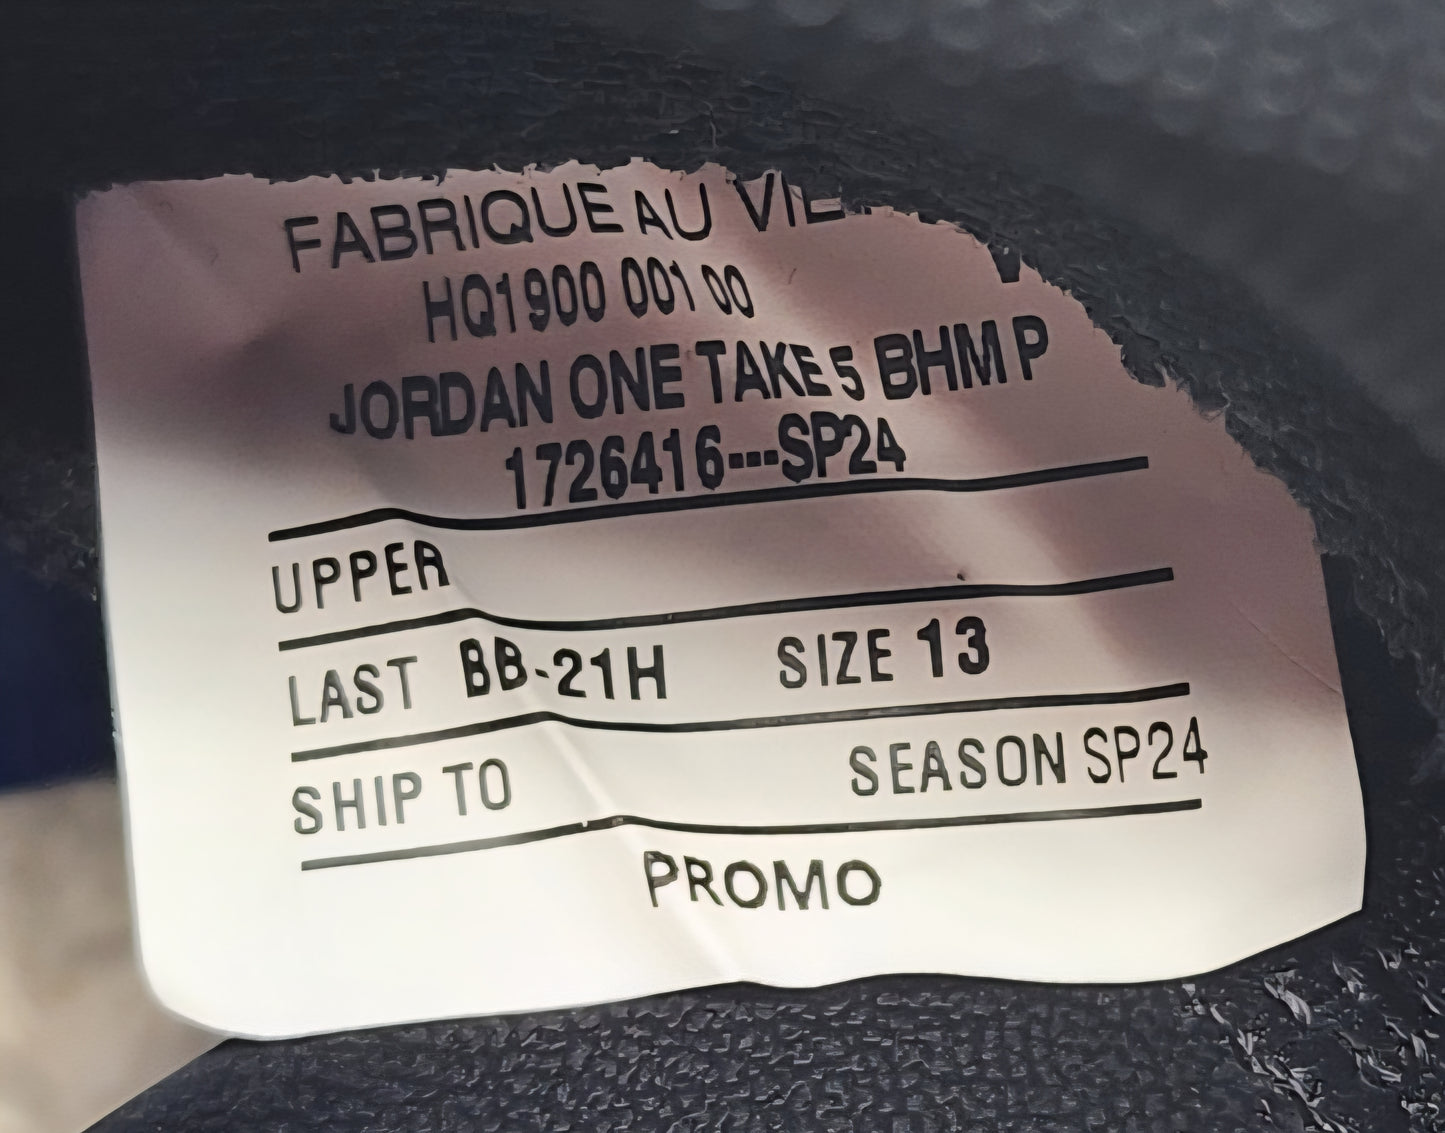 FABRIQUE AU
HQ1900 001 00
JORDAN ONE TAKE 5 BHM P
1726416---SP24
UPPER
LAST BB-21H SIZE 13
SHIP TO SEASON SP24
PROMO